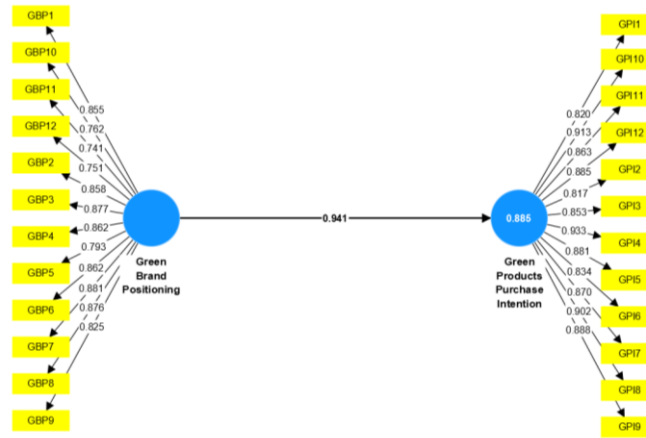 GBP1
GBP10
GBP11
GBP12
GBP2
GBP3
GBP4
GBP5
GBP6
GBP7
GBP8
GBP9
0.855
0.762
0.741
0.751
0.858
0.877
0.862
0.793
0.862
0.881
0.876
0.825
Green
Brand
Positioning
0.941
0.885
Green
Products
Purchase
Intention
0.820
0.913
0.863
0.885
0.817
0.853
0.933
0.881
0.834
0.870
0.902
0.888
GPI1
GPI10
GPI11
GPI12
GPI2
GPI3
GPI4
GPI5
GPI6
GPI7
GPI8
GPI9